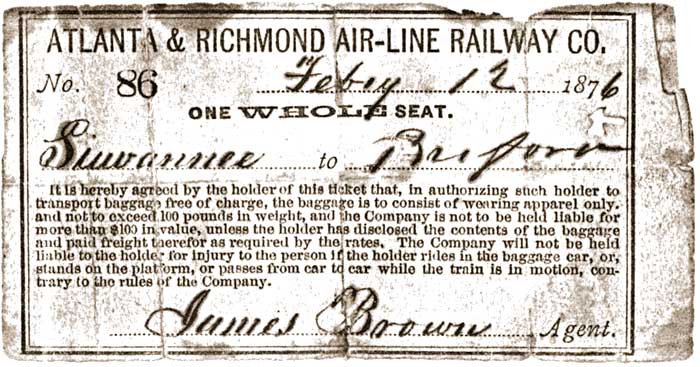 ATLANTA & RICHMOND AIR-LINE RAILWAY CO.
No. 86 Feby 12 1876
ONE WHOLE SEAT.
Suwannee to Buford
It is hereby agreed by the holder of this ticket that, in authorizing such holder to
transport baggage free of charge, the baggage is to consist of wearing apparel only.
and not to exceed 100 pounds in weight, and the Company is not to be held liable for
more than $100 in value, unless the holder has disclosed the contents of the baggage
and paid freight therefor as required by the rates. The Company will not be held
liable to the holder for injury to the person if the holder rides in the baggage car, or,
stands on the platform, or passes from car to car while the train is in motion, con-
trary to the rules of the Company.
James Brown Agent.